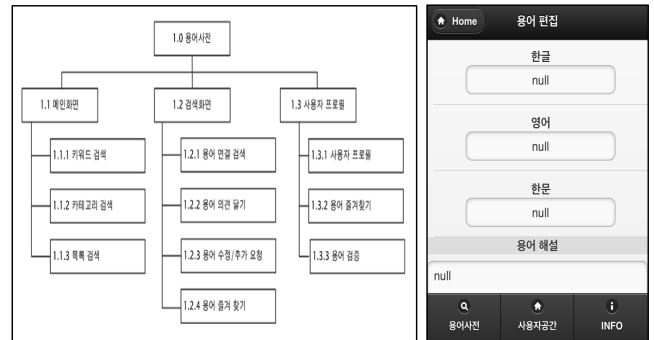 1.0 용어사전
1.1 메인화면
1.2 검색화면
1.3 사용자 프로필
1.1.1 키워드 검색
1.1.2 카테고리 검색
1.1.3 목록 검색
1.2.1 용어 연결 검색
1.2.2 용어 의견 달기
1.2.3 용어 수정/추가 요청
1.2.4 용어 즐겨 찾기
1.3.1 사용자 프로필
1.3.2 용어 즐겨찾기
1.3.3 용어 검증
Home
용어 편집
한글
null
영어
null
한문
null
용어 해설
null
용어사전
사용자공간
INFO